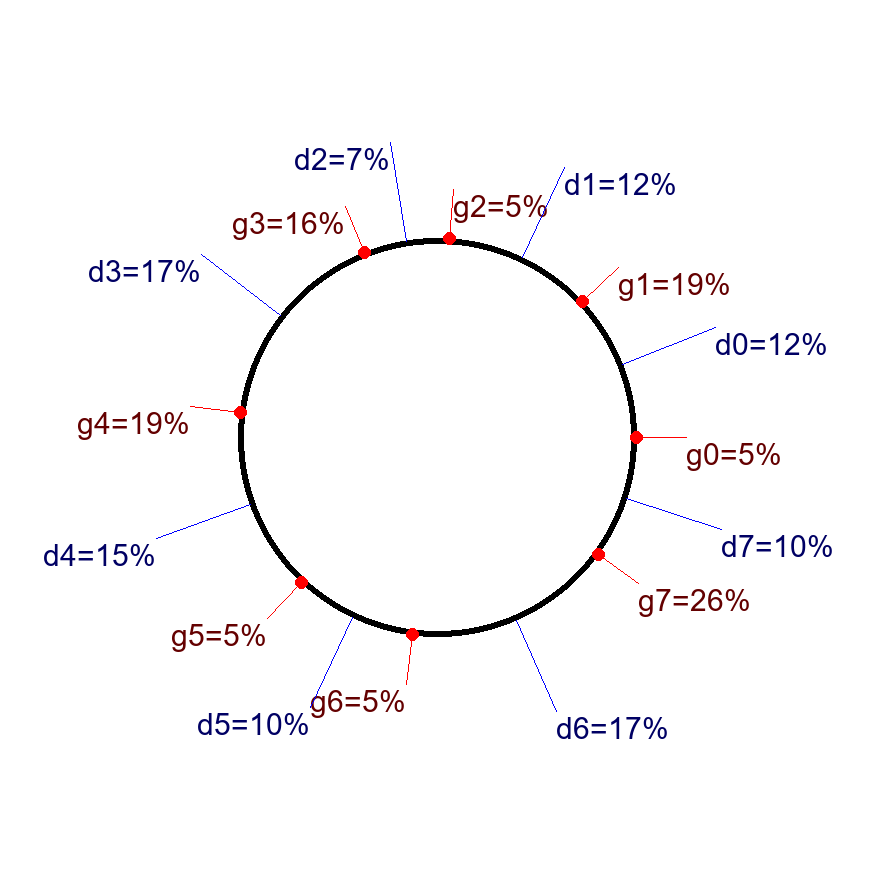 d2=7%
d1=12%
g2=5%
g3=16%
d3=17%
g1=19%
d0=12%
g4=19%
g0=5%
d4=15%
d7=10%
g7=26%
g5=5%
g6=5%
d5=10%
d6=17%